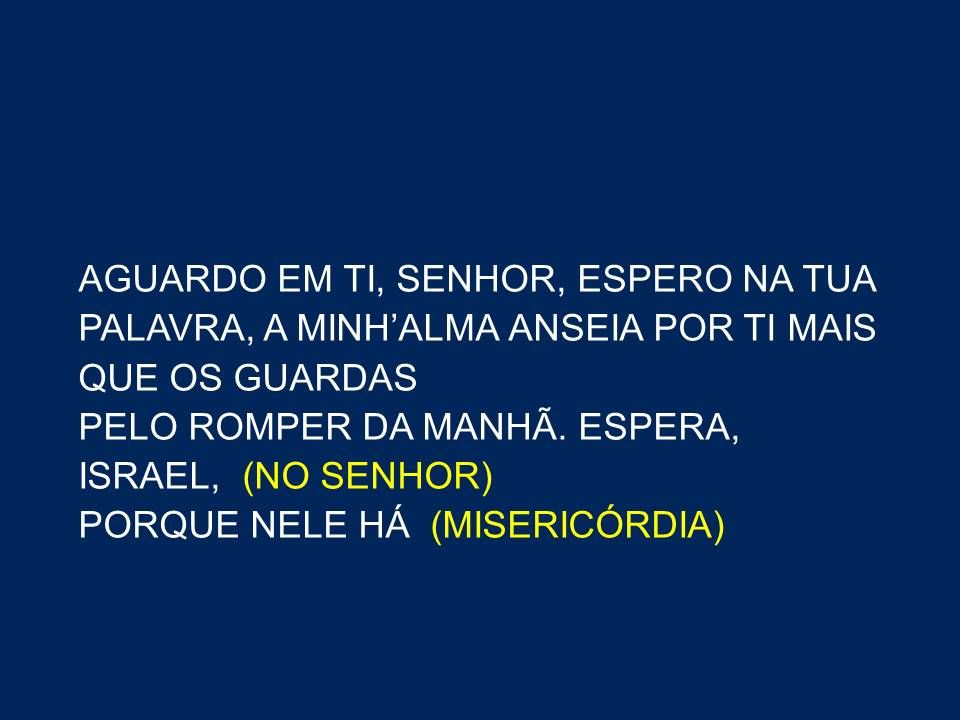 AGUARDO EM TI, SENHOR, ESPERO NA TUA
PALAVRA, A MINH’ALMA ANSEIA POR TI MAIS
QUE OS GUARDAS
PELO ROMPER DA MANHÃ. ESPERA,
ISRAEL, (NO SENHOR)
PORQUE NELE HÁ (MISERICÓRDIA)